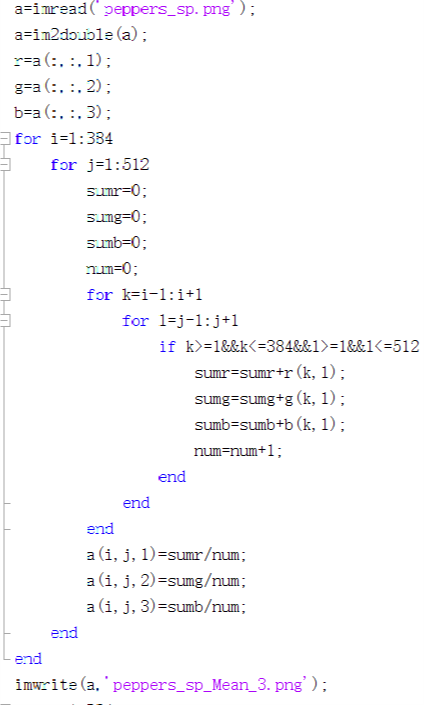 a=imread('peppers_sp.png');
a=im2double(a);
r=a(:,:,1);
g=a(:,:,2);
b=a(:,:,3);
for i=1:384
for j=1:512
sumr=0;
sumg=0;
sumb=0;
num=0;
for k=i-1:i+1
for l=j-1:j+1
if k>=1&&k<=384&&l>=1&&l<=512
sumr=sumr+r(k,l);
sumg=sumg+g(k,l);
sumb=sumb+b(k,l);
num=num+1;
end
end
end
a(i,j,1)=sumr/num;
a(i,j,2)=sumg/num;
a(i,j,3)=sumb/num;
end
end
imwrite(a,'peppers_sp_Mean_3.png');